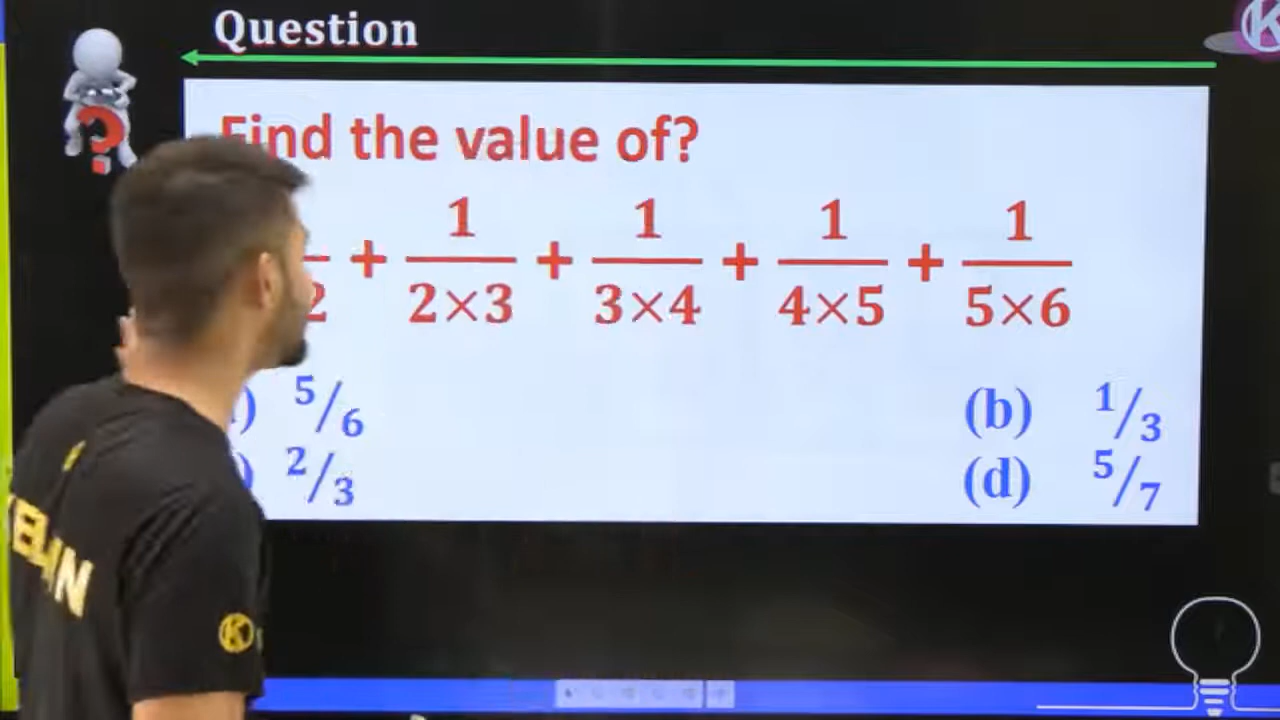 Question
Find the value of?
2 + 1/2×3 + 1/3×4 + 1/4×5 + 1/5×6
) 5/6 (b) 1/3
) 2/3 (d) 5/7
K